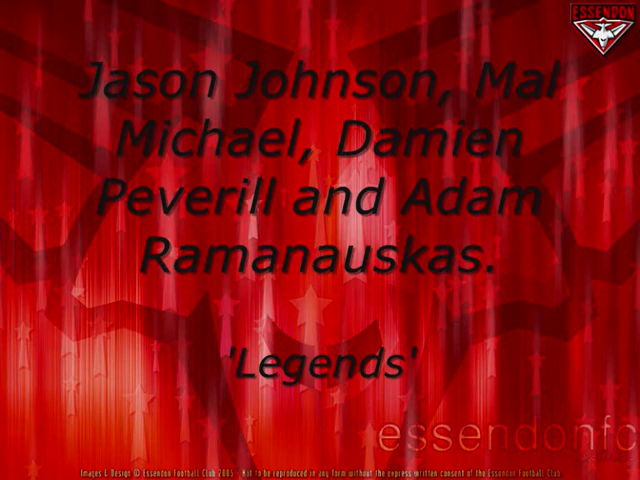 ESSENDON
Jason Johnson, Mal
Michael, Damien
Peverill and Adam
Ramanauskas.
'Legends'
essendonfc
Images & Design © Essendon Football Club 2005 - Not to be reproduced in any form without the express written consent of the Essendon Football Club